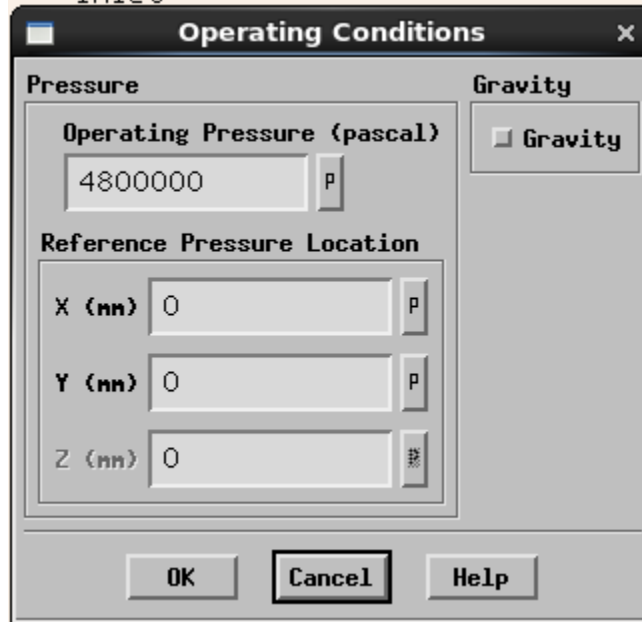 Operating Conditions
Pressure
Gravity
Operating Pressure (pascal)
Gravity
4800000
P
Reference Pressure Location
X (mm) 0 P
Y (mm) 0 P
Z (mm) 0 P
OK Cancel Help